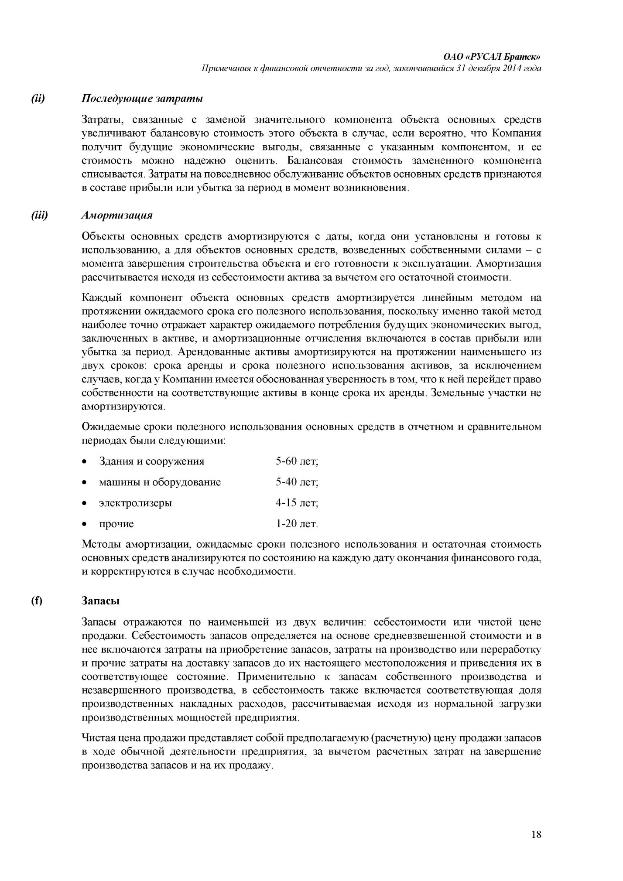 ОАО «РУСАЛ Братск»
Примечания к финансовой отчетности за год, закончившийся 31 декабря 2014 года
(ii) Последующие затраты
Затраты, связанные с заменой значительного компонента объекта основных средств
увеличивают балансовую стоимость этого объекта в случае, если вероятно, что Компания
получит будущие экономические выгоды, связанные с указанным компонентом, и ее
стоимость можно надежно оценить. Балансовая стоимость замененного компонента
списывается. Затраты на повседневное обслуживание объектов основных средств признаются
в составе прибыли или убытка за период в момент возникновения.
(iii) Амортизация
Объекты основных средств амортизируются с даты, когда они установлены и готовы к
использованию, а для объектов основных средств, возведенных собственными силами – с
момента завершения строительства объекта и его готовности к эксплуатации. Амортизация
рассчитывается исходя из себестоимости актива за вычетом его остаточной стоимости.
Каждый компонент объекта основных средств амортизируется линейным методом на
протяжении ожидаемого срока его полезного использования, поскольку именно такой метод
наиболее точно отражает характер ожидаемого потребления будущих экономических выгод,
заключенных в активе, и амортизационные отчисления включаются в состав прибыли или
убытка за период. Арендованные активы амортизируются на протяжении наименьшего из
двух сроков: срока аренды и срока полезного использования активов, за исключением
случаев, когда у Компании имеется обоснованная уверенность в том, что к ней перейдет право
собственности на соответствующие активы в конце срока их аренды. Земельные участки не
амортизируются.
Ожидаемые сроки полезного использования основных средств в отчетном и сравнительном
периодах были следующими:
• Здания и сооружения 5-60 лет;
• машины и оборудование 5-40 лет;
• электролизеры 4-15 лет;
• прочие 1-20 лет.
Методы амортизации, ожидаемые сроки полезного использования и остаточная стоимость
основных средств анализируются по состоянию на каждую дату окончания финансового года,
и корректируются в случае необходимости.
(f) Запасы
Запасы отражаются по наименьшей из двух величин: себестоимости или чистой цене
продажи. Себестоимость запасов определяется на основе средневзвешенной стоимости и в
нее включаются затраты на приобретение запасов, затраты на производство или переработку
и прочие затраты на доставку запасов до их настоящего местоположения и приведения их в
соответствующее состояние. Применительно к запасам собственного производства и
незавершенного производства, в себестоимость также включается соответствующая доля
производственных накладных расходов, рассчитываемая исходя из нормальной загрузки
производственных мощностей предприятия.
Чистая цена продажи представляет собой предполагаемую (расчетную) цену продажи запасов
в ходе обычной деятельности предприятия, за вычетом расчетных затрат на завершение
производства запасов и на их продажу.
18